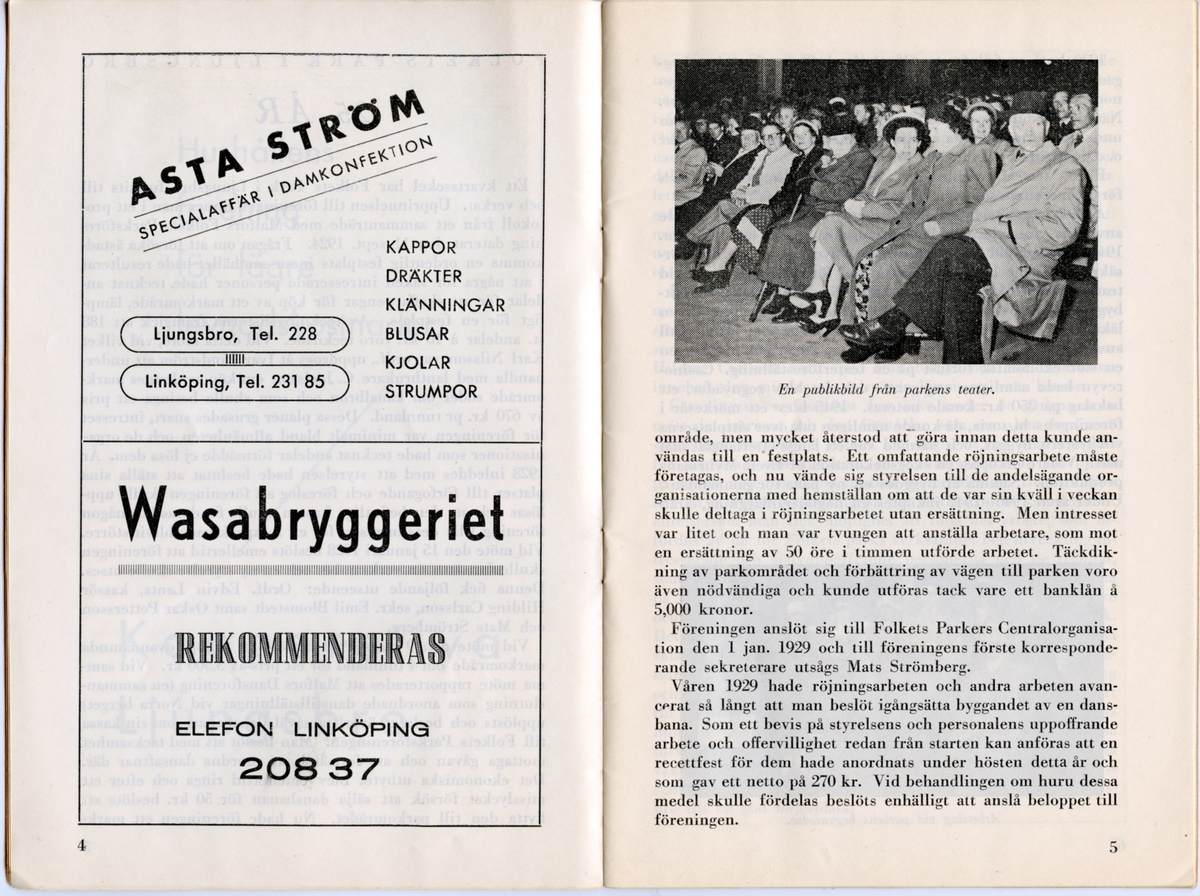 ASTA STRÖM
SPECIALAFFÄR I DAMKONFEKTION
KAPPOR
DRÄKTER
KLÄNNINGAR
BLUSAR
KJOLAR
STRUMPOR
Ljungsbro, Tel. 228
Linköping, Tel. 231 85
Wasabryggeriet
REKOMMENDERAS
ELEFON LINKÖPING
208 37
4
En publikbild från parkens teater.
område, men mycket återstod att göra innan detta kunde an-
vändas till en festplats. Ett omfattande röjningsarbete måste
företagas, och nu vände sig styrelsen till de andelsägande or-
ganisationerna med hemställan om att de var sin kväll i veckan
skulle deltaga i röjningsarbetet utan ersättning. Men intresset
var litet och man var tvungen att anställa arbetare, som mot
en ersättning av 50 öre i timmen utförde arbetet. Täckdik-
ning av parkområdet och förbättring av vägen till parken voro
även nödvändiga och kunde utföras tack vare ett banklån å
5,000 kronor.
Föreningen anslöt sig till Folkets Parkers Centralorganisa-
tion den 1 jan. 1929 och till föreningens förste korresponde-
rande sekreterare utsågs Mats Strömberg.
Våren 1929 hade röjningsarbeten och andra arbeten avan-
cerat så långt att man beslöt igångsätta byggandet av en dans-
bana. Som ett bevis på styrelsens och personalens uppoffrande
arbete och offervillighet redan från starten kan anföras att en
recettfest för dem hade anordnats under hösten detta år och
som gav ett netto på 270 kr. Vid behandlingen om huru dessa
medel skulle fördelas beslöts enhälligt att anslå beloppet till
föreningen.
5